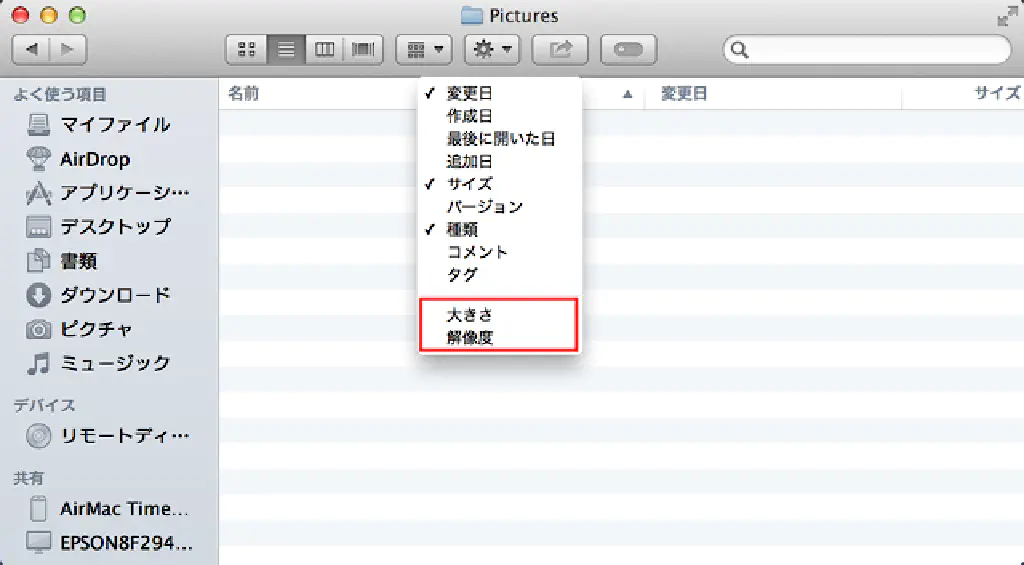 Pictures
よく使う項目
マイファイル
AirDrop
アプリケーシ…
デスクトップ
書類
ダウンロード
ピクチャ
ミュージック
デバイス
リモートディ…
共有
AirMac Time…
EPSON8F294…
名前
変更日
サイズ
✓ 変更日
作成日
最後に開いた日
追加日
✓ サイズ
バージョン
✓ 種類
コメント
タグ
大きさ
解像度